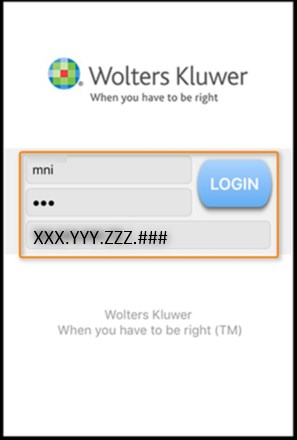 Wolters Kluwer
When you have to be right
mni
•••
LOGIN
XXX.YYY.ZZZ.###
Wolters Kluwer
When you have to be right (TM)